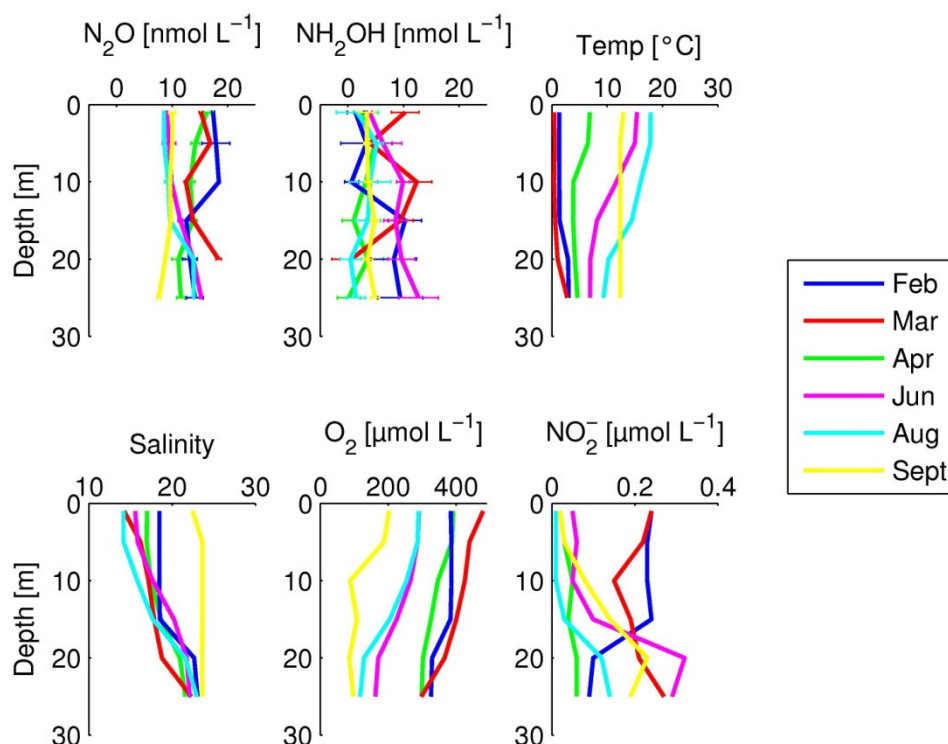 N₂O [nmol L⁻¹]
NH₂OH [nmol L⁻¹]
Temp [°C]
0 10 20
0 10 20
0 10 20 30
0
10
20
30
Depth [m]
0
10
20
30
0
10
20
30
Feb
Mar
Apr
Jun
Aug
Sept
Salinity
O₂ [µmol L⁻¹]
NO₂⁻ [µmol L⁻¹]
10 20 30
0 200 400
0 0.2 0.4
0
10
20
30
Depth [m]
0
10
20
30
0
10
20
30